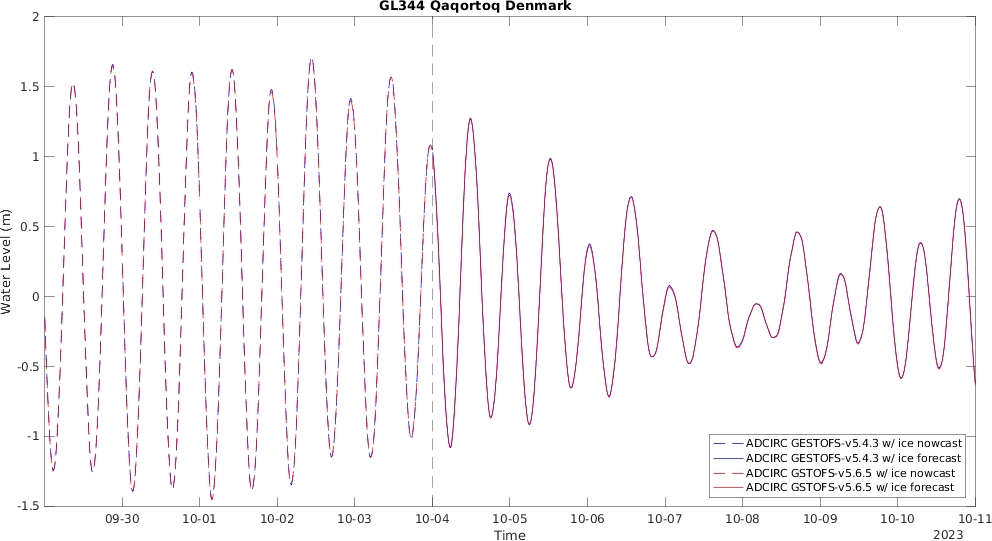 GL344 Qaqortoq Denmark
2
1.5
1
0.5
0
-0.5
-1
-1.5
Water Level (m)
09-30 10-01 10-02 10-03 10-04 10-05 10-06 10-07 10-08 10-09 10-10 10-11
Time
2023
ADCIRC GESTOFS-v5.4.3 w/ ice nowcast
ADCIRC GESTOFS-v5.4.3 w/ ice forecast
ADCIRC GSTOFS-v5.6.5 w/ ice nowcast
ADCIRC GSTOFS-v5.6.5 w/ ice forecast